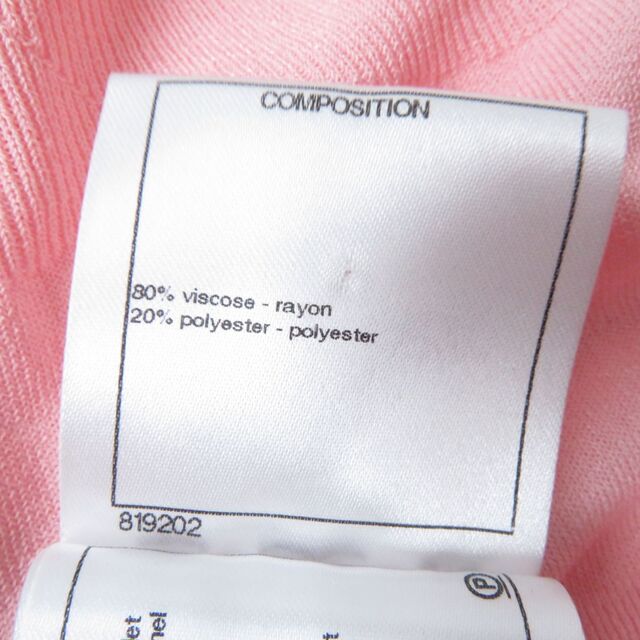 COMPOSITION
80% viscose - rayon
20% polyester - polyester
819202
P